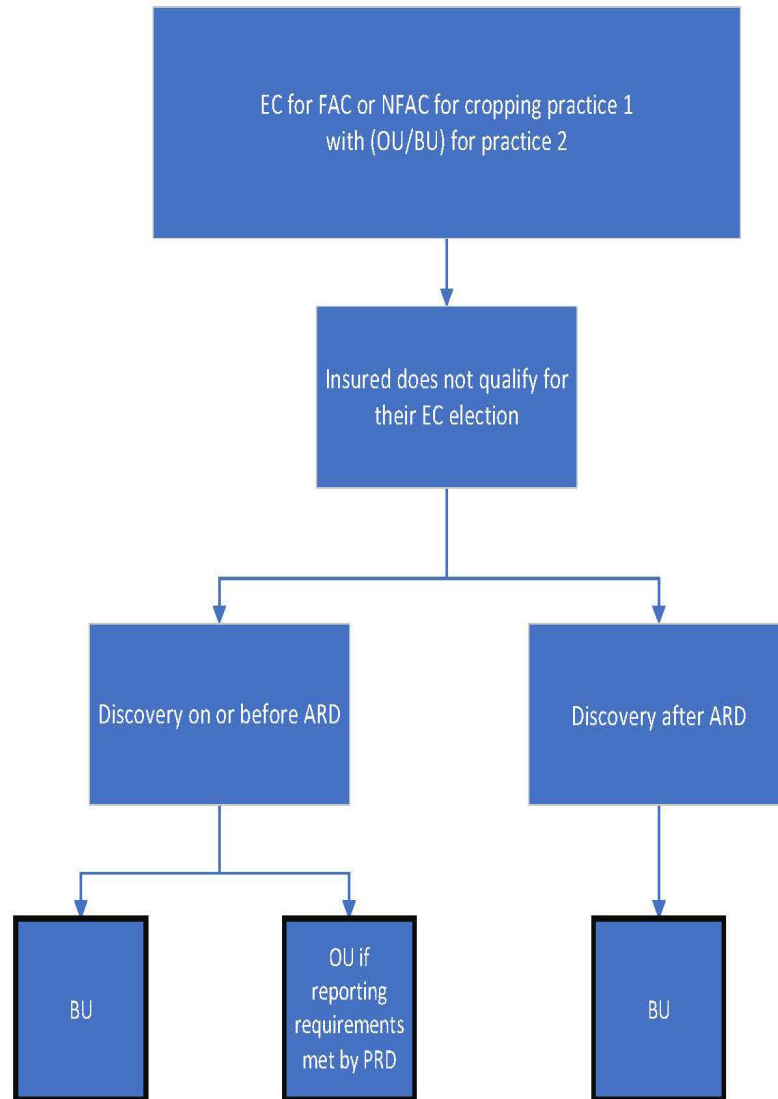 EC for FAC or NFAC for cropping practice 1
with (OU/BU) for practice 2
Insured does not qualify for
their EC election
Discovery on or before ARD
Discovery after ARD
BU
OU if
reporting
requirements
met by PRD
BU